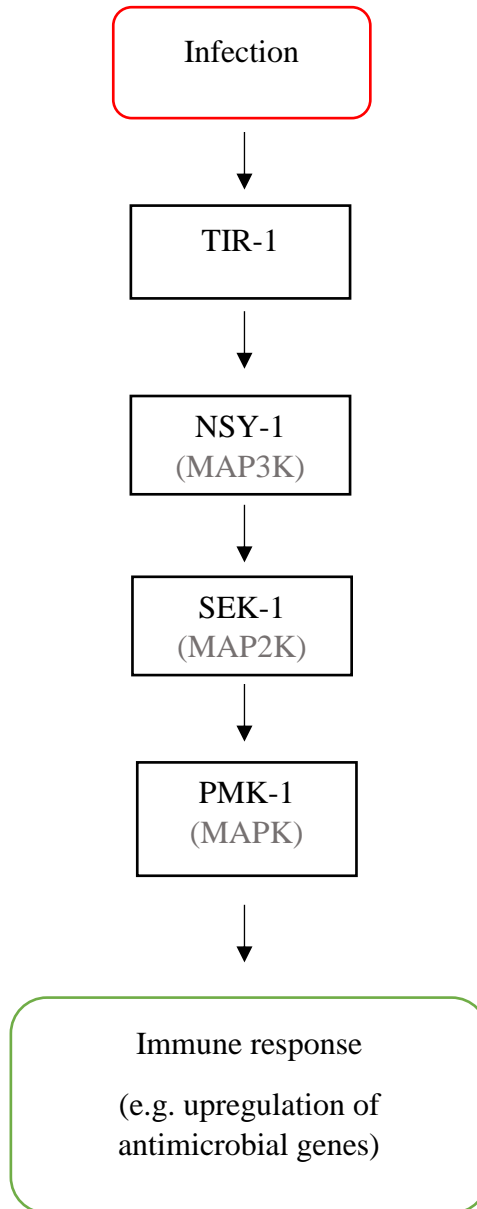 Infection
TIR-1
NSY-1
(MAP3K)
SEK-1
(MAP2K)
PMK-1
(MAPK)
Immune response
(e.g. upregulation of
antimicrobial genes)